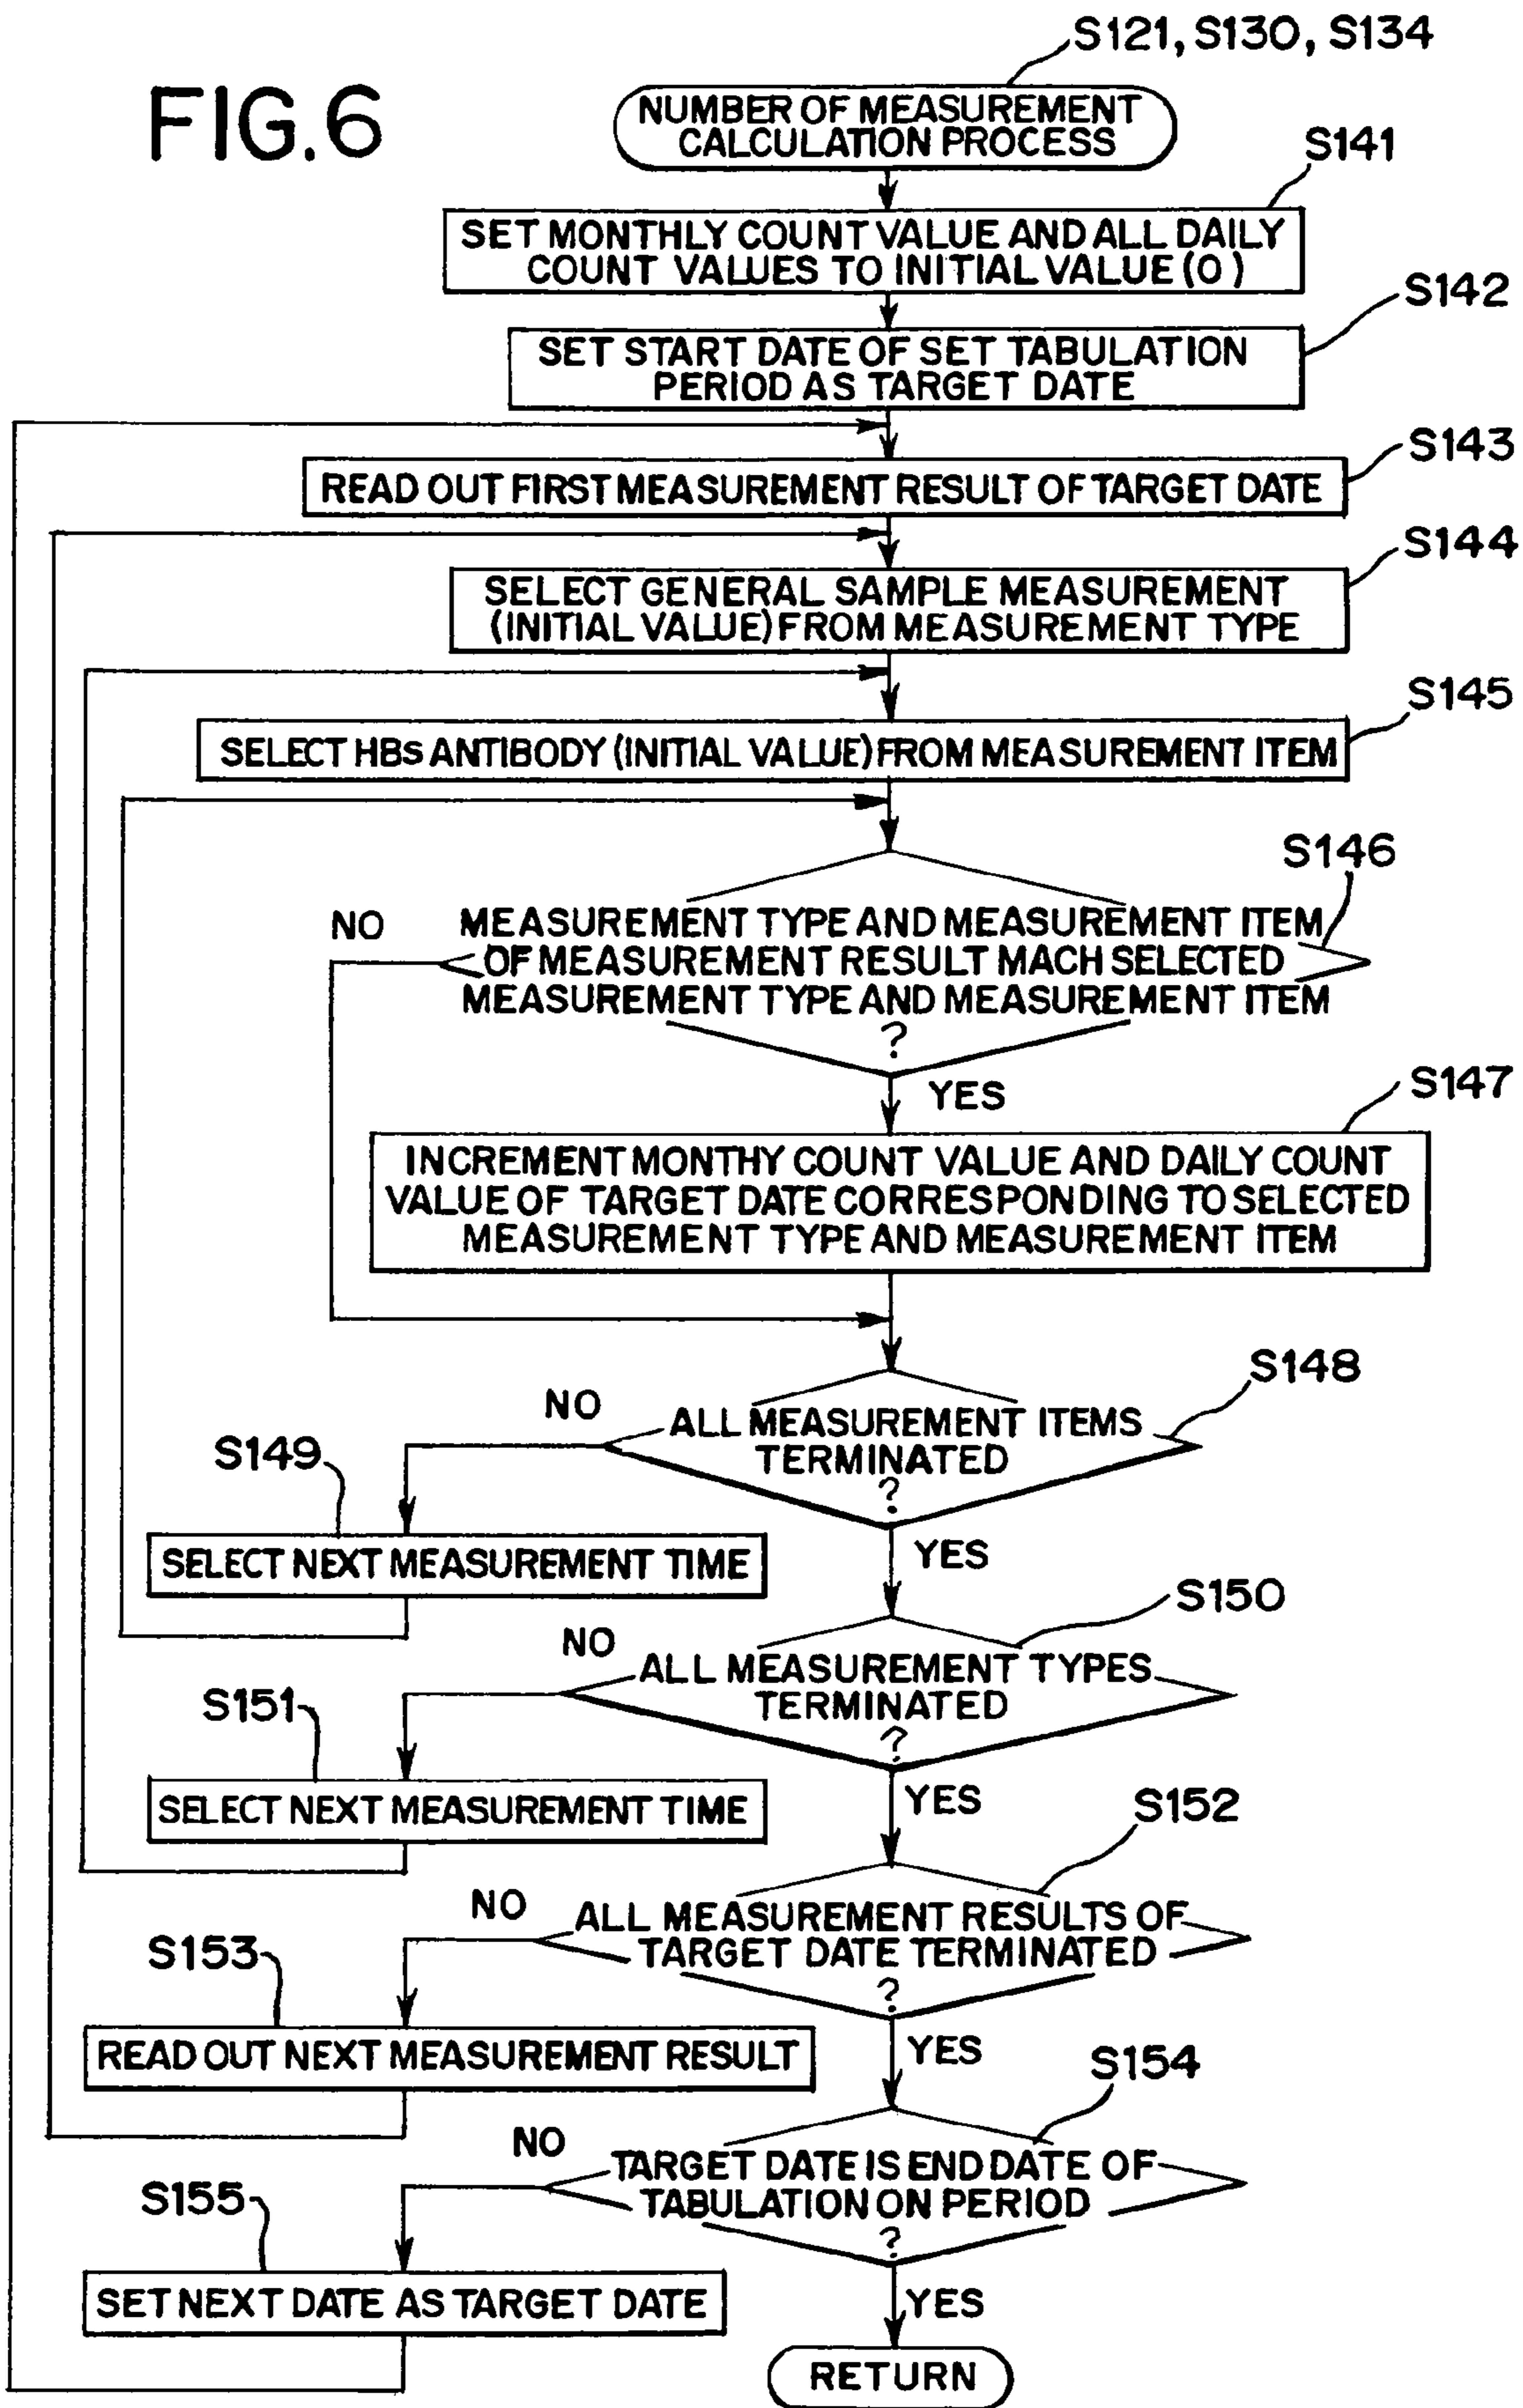 S121, S130, S134
FIG.6
NUMBER OF MEASUREMENT
CALCULATION PROCESS
S141
SET MONTHLY COUNT VALUE AND ALL DAILY
COUNT VALUES TO INITIAL VALUE (0)
S142
SET START DATE OF SET TABULATION
PERIOD AS TARGET DATE
S143
READ OUT FIRST MEASUREMENT RESULT OF TARGET DATE
S144
SELECT GENERAL SAMPLE MEASUREMENT
(INITIAL VALUE) FROM MEASUREMENT TYPE
S145
SELECT HBs ANTIBODY (INITIAL VALUE) FROM MEASUREMENT ITEM
S146
NO
MEASUREMENT TYPE AND MEASUREMENT ITEM
OF MEASUREMENT RESULT MACH SELECTED
MEASUREMENT TYPE AND MEASUREMENT ITEM
?
YES
S147
INCREMENT MONTHY COUNT VALUE AND DAILY COUNT
VALUE OF TARGET DATE CORRESPONDING TO SELECTED
MEASUREMENT TYPE AND MEASUREMENT ITEM
S148
NO
ALL MEASUREMENT ITEMS
TERMINATED
?
S149
YES
SELECT NEXT MEASUREMENT TIME
S150
NO
ALL MEASUREMENT TYPES
TERMINATED
?
S151
YES
SELECT NEXT MEASUREMENT TIME
S152
NO
ALL MEASUREMENT RESULTS OF
TARGET DATE TERMINATED
?
S153
YES
READ OUT NEXT MEASUREMENT RESULT
S154
NO
TARGET DATE IS END DATE OF
TABULATION ON PERIOD
?
S155
YES
SET NEXT DATE AS TARGET DATE
RETURN